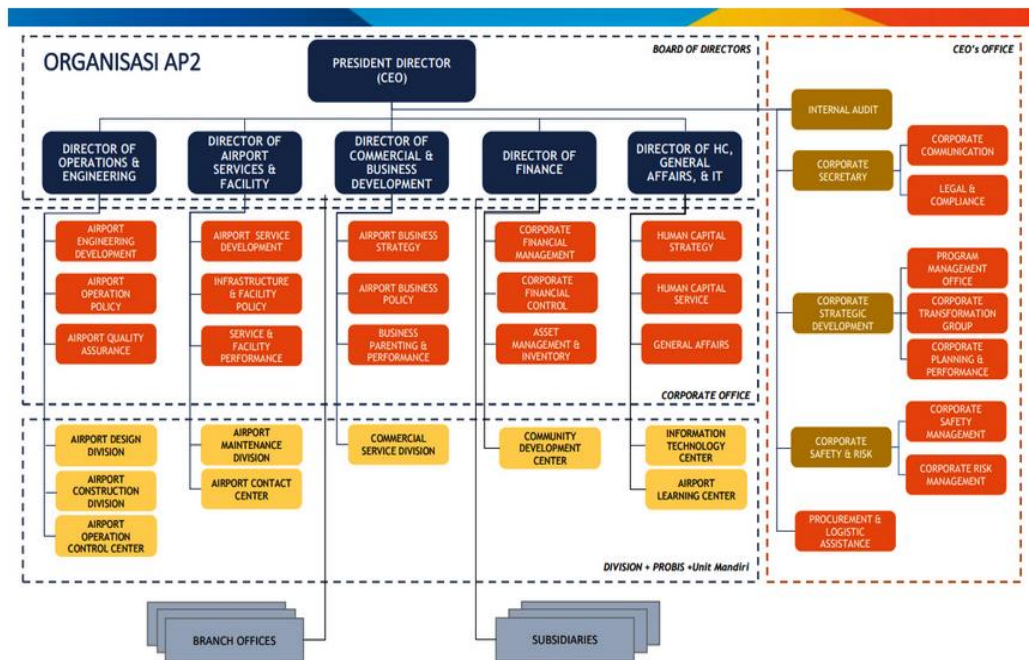 ORGANISASI AP2
BOARD OF DIRECTORS
CEO's OFFICE
PRESIDENT DIRECTOR
(CEO)
DIRECTOR OF
OPERATIONS &
ENGINEERING
DIRECTOR OF
AIRPORT
SERVICES &
FACILITY
DIRECTOR OF
COMMERCIAL &
BUSINESS
DEVELOPMENT
DIRECTOR OF
FINANCE
DIRECTOR OF HC,
GENERAL
AFFAIRS, & IT
AIRPORT
ENGINEERING
DEVELOPMENT
AIRPORT
OPERATION
POLICY
AIRPORT QUALITY
ASSURANCE
AIRPORT SERVICE
DEVELOPMENT
INFRASTRUCTURE
& FACILITY
POLICY
SERVICE &
FACILITY
PERFORMANCE
AIRPORT BUSINESS
STRATEGY
AIRPORT BUSINESS
POLICY
BUSINESS
PARENTING &
PERFORMANCE
CORPORATE
FINANCIAL
MANAGEMENT
CORPORATE
FINANCIAL
CONTROL
ASSET
MANAGEMENT &
INVENTORY
HUMAN CAPITAL
STRATEGY
HUMAN CAPITAL
SERVICE
GENERAL AFFAIRS
CORPORATE OFFICE
AIRPORT DESIGN
DIVISION
AIRPORT
CONSTRUCTION
DIVISION
AIRPORT
OPERATION
CONTROL CENTER
AIRPORT
MAINTENANCE
DIVISION
AIRPORT CONTACT
CENTER
COMMERCIAL
SERVICE DIVISION
COMMUNITY
DEVELOPMENT
CENTER
INFORMATION
TECHNOLOGY
CENTER
AIRPORT
LEARNING CENTER
DIVISION + PROBIS +Unit Mandiri
BRANCH OFFICES
SUBSIDIARIES
INTERNAL AUDIT
CORPORATE
SECRETARY
CORPORATE
COMMUNICATION
LEGAL &
COMPLIANCE
CORPORATE
STRATEGIC
DEVELOPMENT
PROGRAM
MANAGEMENT
OFFICE
CORPORATE
TRANSFORMATION
GROUP
CORPORATE
PLANNING &
PERFORMANCE
CORPORATE
SAFETY & RISK
CORPORATE
SAFETY
MANAGEMENT
CORPORATE RISK
MANAGEMENT
PROCUREMENT &
LOGISTIC
ASSISTANCE